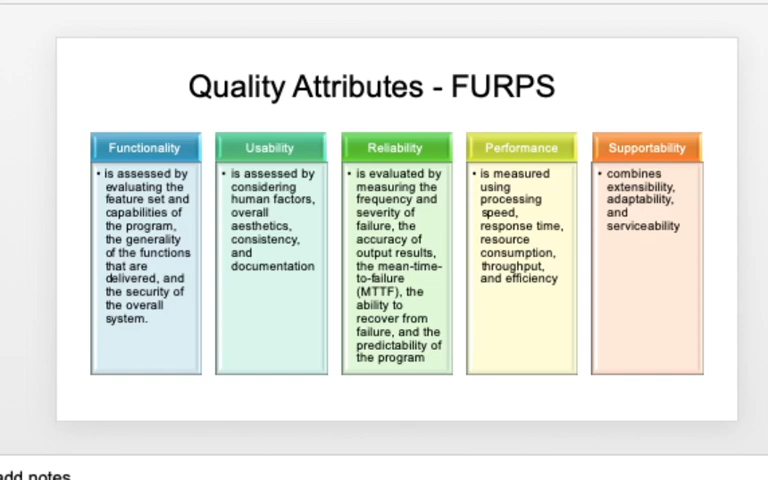 Quality Attributes - FURPS
Functionality
• is assessed by
evaluating the
feature set and
capabilities of
the program,
the generality
of the functions
that are
delivered, and
the security of
the overall
system.
Usability
• is assessed by
considering
human factors,
overall
aesthetics,
consistency,
and
documentation
Reliability
• is evaluated by
measuring the
frequency and
severity of
failure, the
accuracy of
output results,
the mean-time-
to-failure
(MTTF), the
ability to
recover from
failure, and the
predictability of
the program
Performance
• is measured
using
processing
speed,
response time,
resource
consumption,
throughput,
and efficiency
Supportability
• combines
extensibility,
adaptability,
and
serviceability
add notes